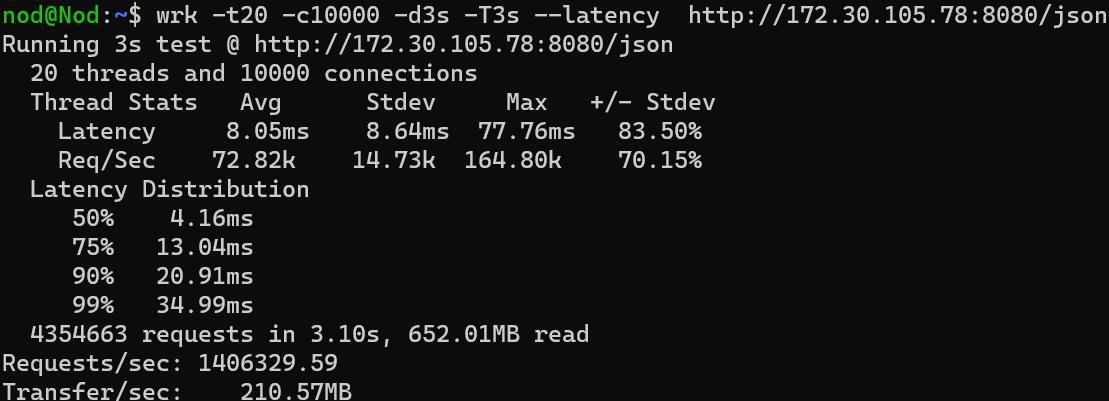 nod@Nod:~$ wrk -t20 -c10000 -d3s -T3s --latency  http://172.30.105.78:8080/json
Running 3s test @ http://172.30.105.78:8080/json
  20 threads and 10000 connections
  Thread Stats   Avg      Stdev     Max   +/- Stdev
    Latency     8.05ms    8.64ms  77.76ms   83.50%
    Req/Sec    72.82k    14.73k  164.80k    70.15%
  Latency Distribution
     50%    4.16ms
     75%   13.04ms
     90%   20.91ms
     99%   34.99ms
  4354663 requests in 3.10s, 652.01MB read
Requests/sec: 1406329.59
Transfer/sec:    210.57MB